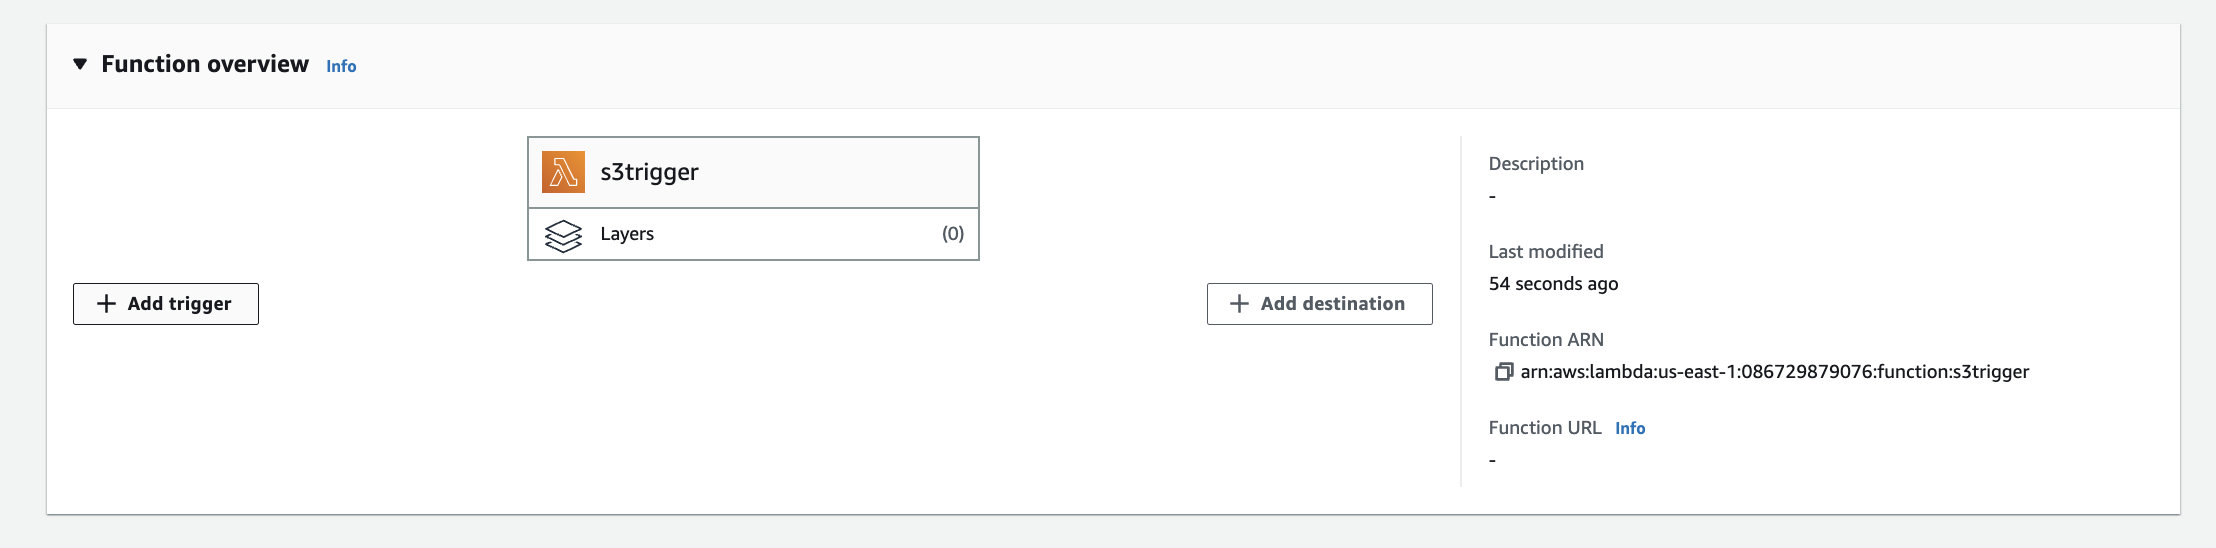 Function overview Info
s3trigger
Layers (0)
Add trigger
Add destination
Description
-
Last modified
54 seconds ago
Function ARN
arn:aws:lambda:us-east-1:086729879076:function:s3trigger
Function URL Info
-